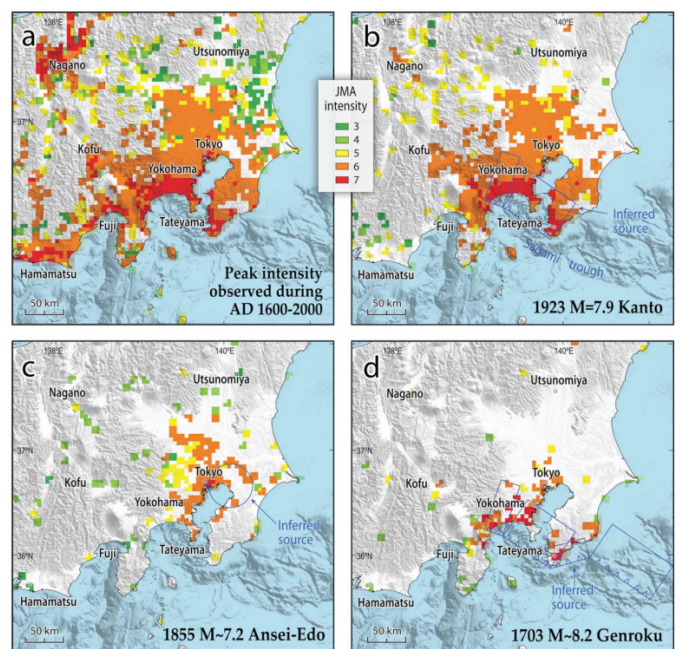 a
138°E
140°E
Utsunomiya
Nagano
37°N
Kofu
Tokyo
Yokohama
Fuji
Tateyama
Hamamatsu
50 km
Peak intensity
observed during
AD 1600-2000
JMA
intensity
3
4
5
6
7
b
138°E
140°E
Utsunomiya
Nagano
37°N
Kofu
Tokyo
Yokohama
Inferred
source
Fuji
Tateyama
Sagami trough
Hamamatsu
50 km
1923 M=7.9 Kanto
c
138°E
140°E
Utsunomiya
Nagano
37°N
Kofu
Tokyo
Yokohama
Inferred
source
36°N
Fuji
Tateyama
Hamamatsu
50 km
1855 M~7.2 Ansei-Edo
d
138°E
140°E
Utsunomiya
Nagano
37°N
Kofu
Tokyo
Yokohama
36°N
Fuji
Tateyama
Inferred
source
Hamamatsu
50 km
1703 M~8.2 Genroku